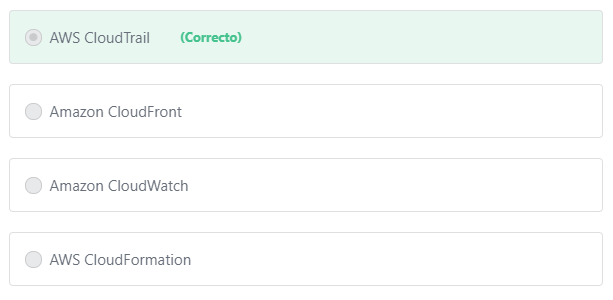 AWS CloudTrail (Correcto)
Amazon CloudFront
Amazon CloudWatch
AWS CloudFormation